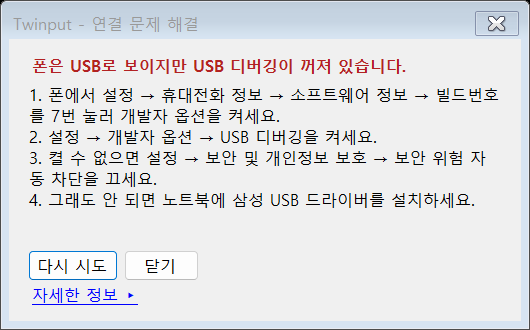 Twinput - 연결 문제 해결
폰은 USB로 보이지만 USB 디버깅이 꺼져 있습니다.
1. 폰에서 설정 → 휴대전화 정보 → 소프트웨어 정보 → 빌드번호
를 7번 눌러 개발자 옵션을 켜세요.
2. 설정 → 개발자 옵션 → USB 디버깅을 켜세요.
3. 켤 수 없으면 설정 → 보안 및 개인정보 보호 → 보안 위험 자
동 차단을 끄세요.
4. 그래도 안 되면 노트북에 삼성 USB 드라이버를 설치하세요.
다시 시도 닫기
자세한 정보 ▸